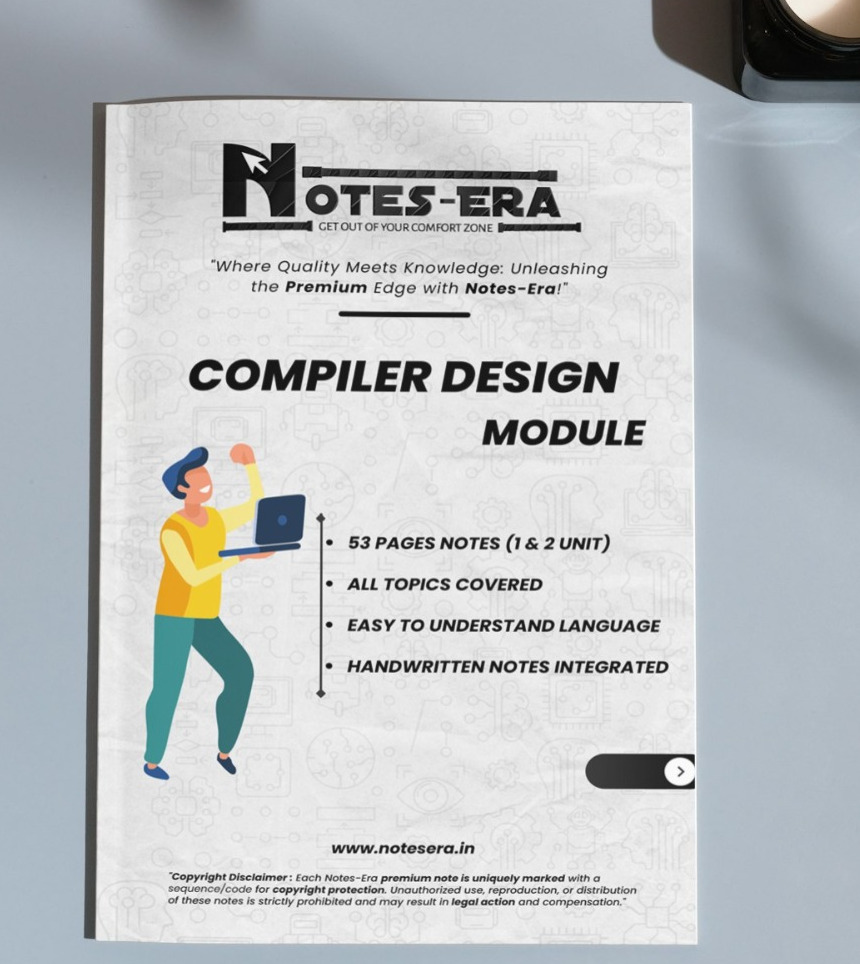 NOTES-ERA
GET OUT OF YOUR COMFORT ZONE
"Where Quality Meets Knowledge: Unleashing
the Premium Edge with Notes-Era!"
COMPILER DESIGN
MODULE
• 53 PAGES NOTES (1 & 2 UNIT)
• ALL TOPICS COVERED
• EASY TO UNDERSTAND LANGUAGE
• HANDWRITTEN NOTES INTEGRATED
www.notesera.in
"Copyright Disclaimer : Each Notes-Era premium note is uniquely marked with a
sequence/code for copyright protection. Unauthorized use, reproduction, or distribution
of these notes is strictly prohibited and may result in legal action and compensation."